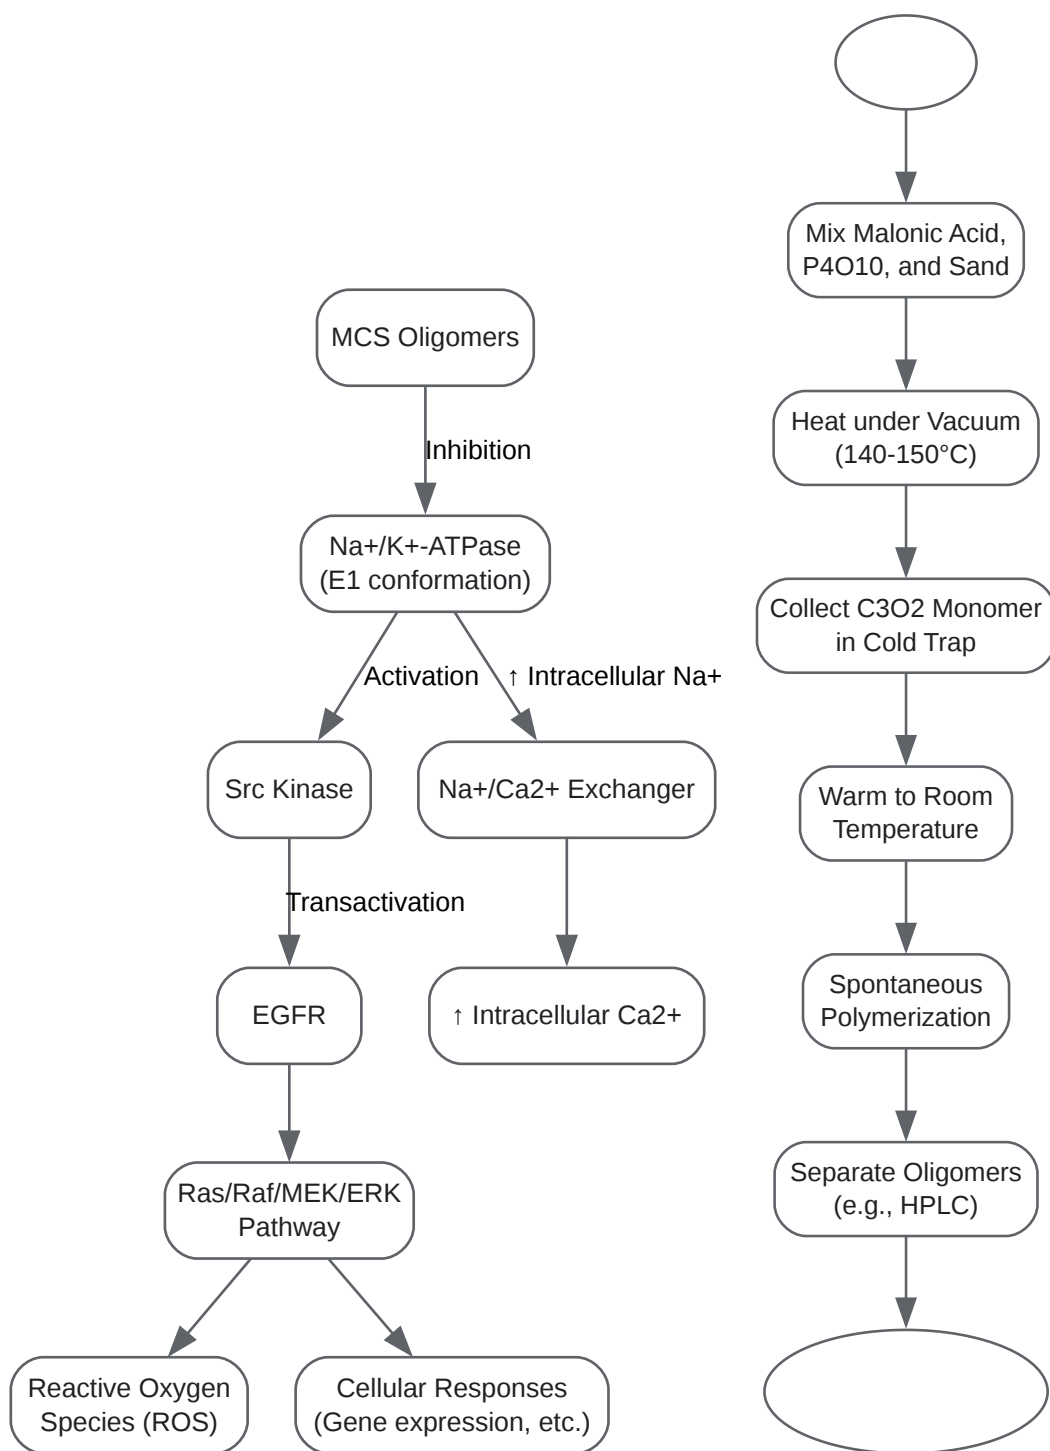 MCS Oligomers
Inhibition
Na+/K+-ATPase
(E1 conformation)
Activation
↑ Intracellular Na+
Src Kinase
Na+/Ca2+ Exchanger
Transactivation
EGFR
↑ Intracellular Ca2+
Ras/Raf/MEK/ERK
Pathway
Reactive Oxygen
Species (ROS)
Cellular Responses
(Gene expression, etc.)
Mix Malonic Acid,
P4O10, and Sand
Heat under Vacuum
(140-150°C)
Collect C3O2 Monomer
in Cold Trap
Warm to Room
Temperature
Spontaneous
Polymerization
Separate Oligomers
(e.g., HPLC)